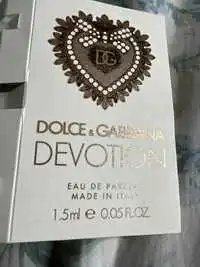 DG
DOLCE & GABBANA
DEVOTION
EAU DE PARFUM
MADE IN ITALY
1.5ml e 0.05 FL.OZ.